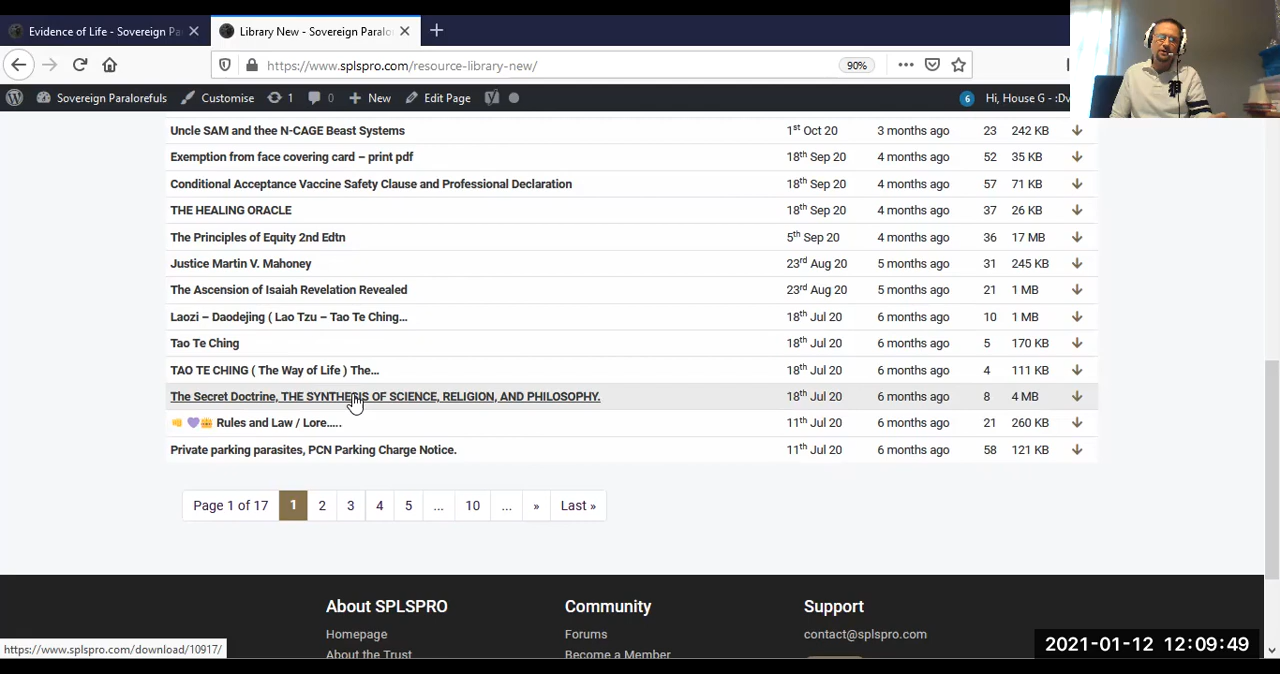 Evidence of Life - Sovereign Pa
Library New - Sovereign Paralo
https://www.splspro.com/resource-library-new/
90%
Sovereign Paralorefuls
Customise
1
0
New
Edit Page
6
Hi, House G - :Dv
Uncle SAM and thee N-CAGE Beast Systems 1st Oct 20 3 months ago 23 242 KB
Exemption from face covering card – print pdf 18th Sep 20 4 months ago 52 35 KB
Conditional Acceptance Vaccine Safety Clause and Professional Declaration 18th Sep 20 4 months ago 57 71 KB
THE HEALING ORACLE 18th Sep 20 4 months ago 37 26 KB
The Principles of Equity 2nd Edtn 5th Sep 20 4 months ago 36 17 MB
Justice Martin V. Mahoney 23rd Aug 20 5 months ago 31 245 KB
The Ascension of Isaiah Revelation Revealed 23rd Aug 20 5 months ago 21 1 MB
Laozi – Daodejing ( Lao Tzu – Tao Te Ching... 18th Jul 20 6 months ago 10 1 MB
Tao Te Ching 18th Jul 20 6 months ago 5 170 KB
TAO TE CHING ( The Way of Life ) The... 18th Jul 20 6 months ago 4 111 KB
The Secret Doctrine, THE SYNTHESIS OF SCIENCE, RELIGION, AND PHILOSOPHY. 18th Jul 20 6 months ago 8 4 MB
👊 💜👑 Rules and Law / Lore..... 11th Jul 20 6 months ago 21 260 KB
Private parking parasites, PCN Parking Charge Notice. 11th Jul 20 6 months ago 58 121 KB
Page 1 of 17 1 2 3 4 5 ... 10 ... » Last »
About SPLSPRO Community Support
Homepage Forums contact@splspro.com
About the Trust Become a Member
https://www.splspro.com/download/10917/
2021-01-12 12:09:49